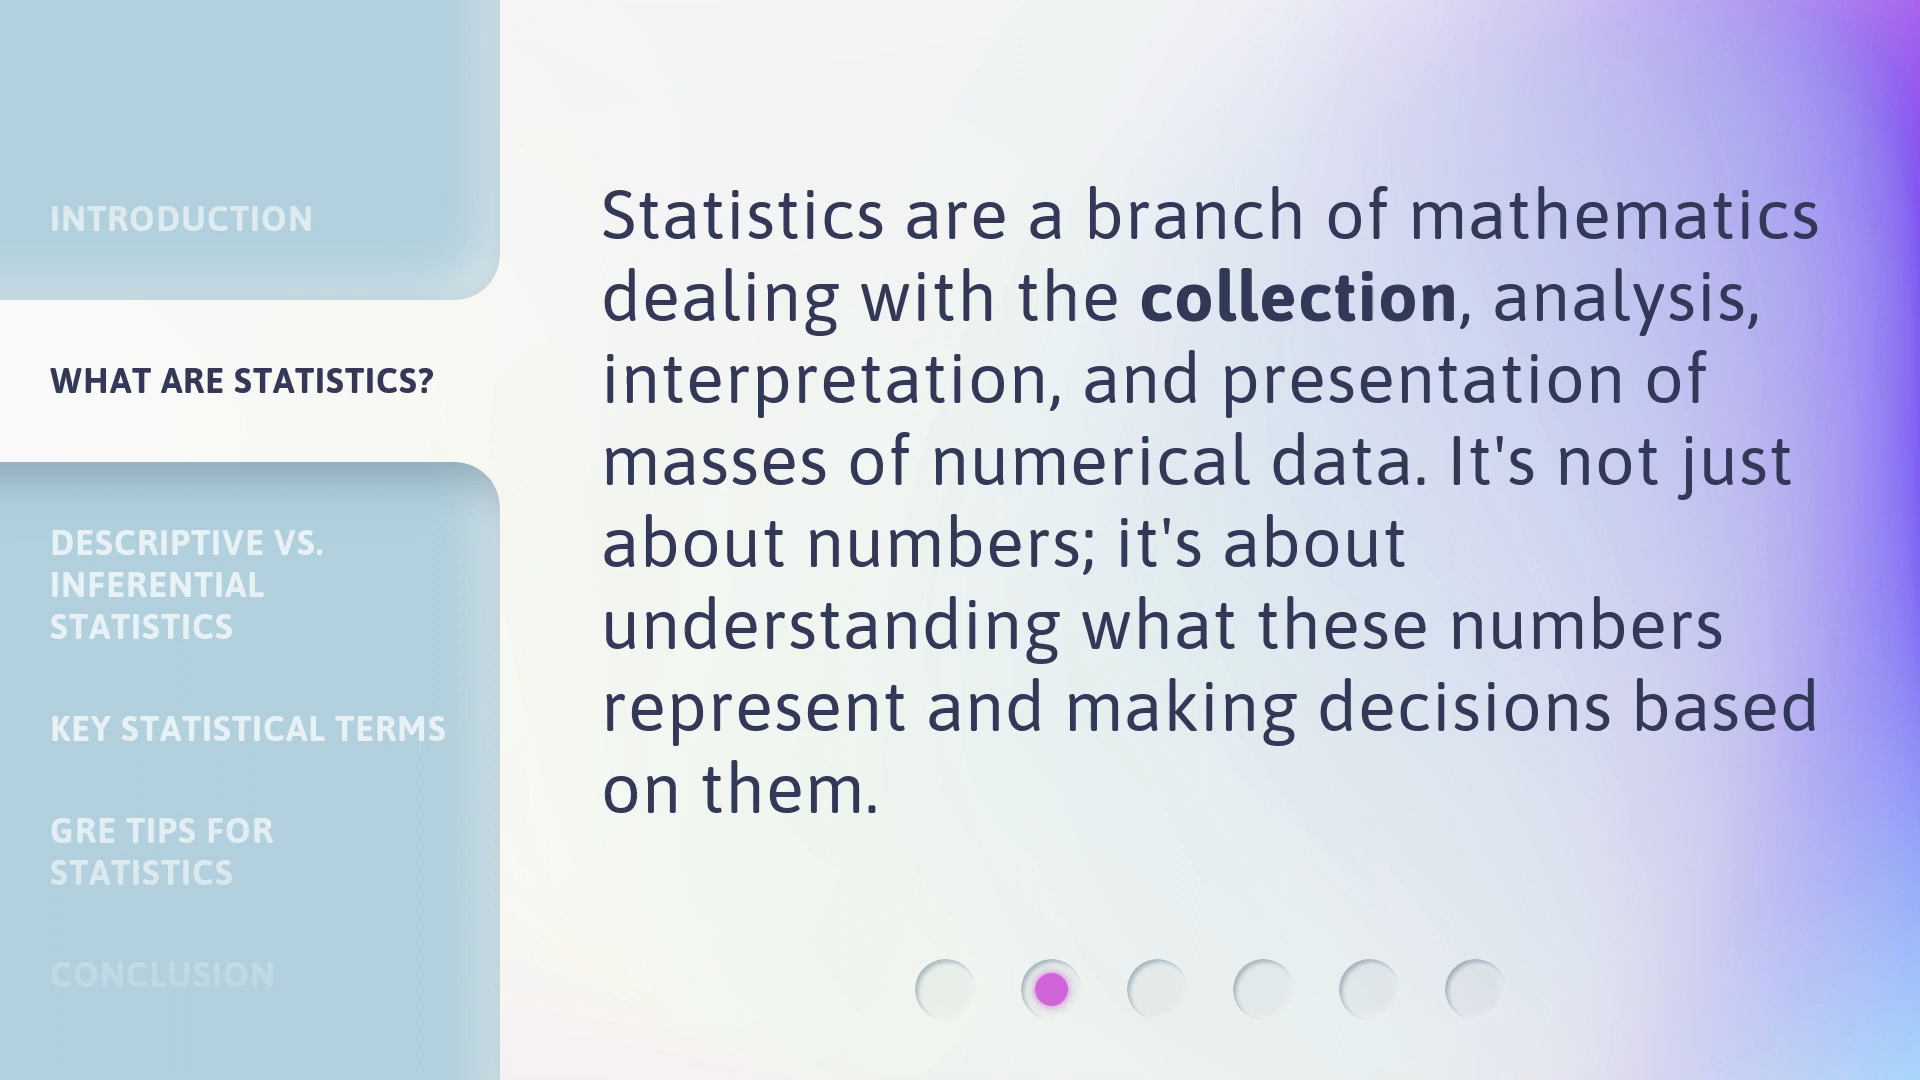 INTRODUCTION
WHAT ARE STATISTICS?
DESCRIPTIVE VS.
INFERENTIAL
STATISTICS
KEY STATISTICAL TERMS
GRE TIPS FOR
STATISTICS
CONCLUSION
Statistics are a branch of mathematics
dealing with the collection, analysis,
interpretation, and presentation of
masses of numerical data. It's not just
about numbers; it's about
understanding what these numbers
represent and making decisions based
on them.